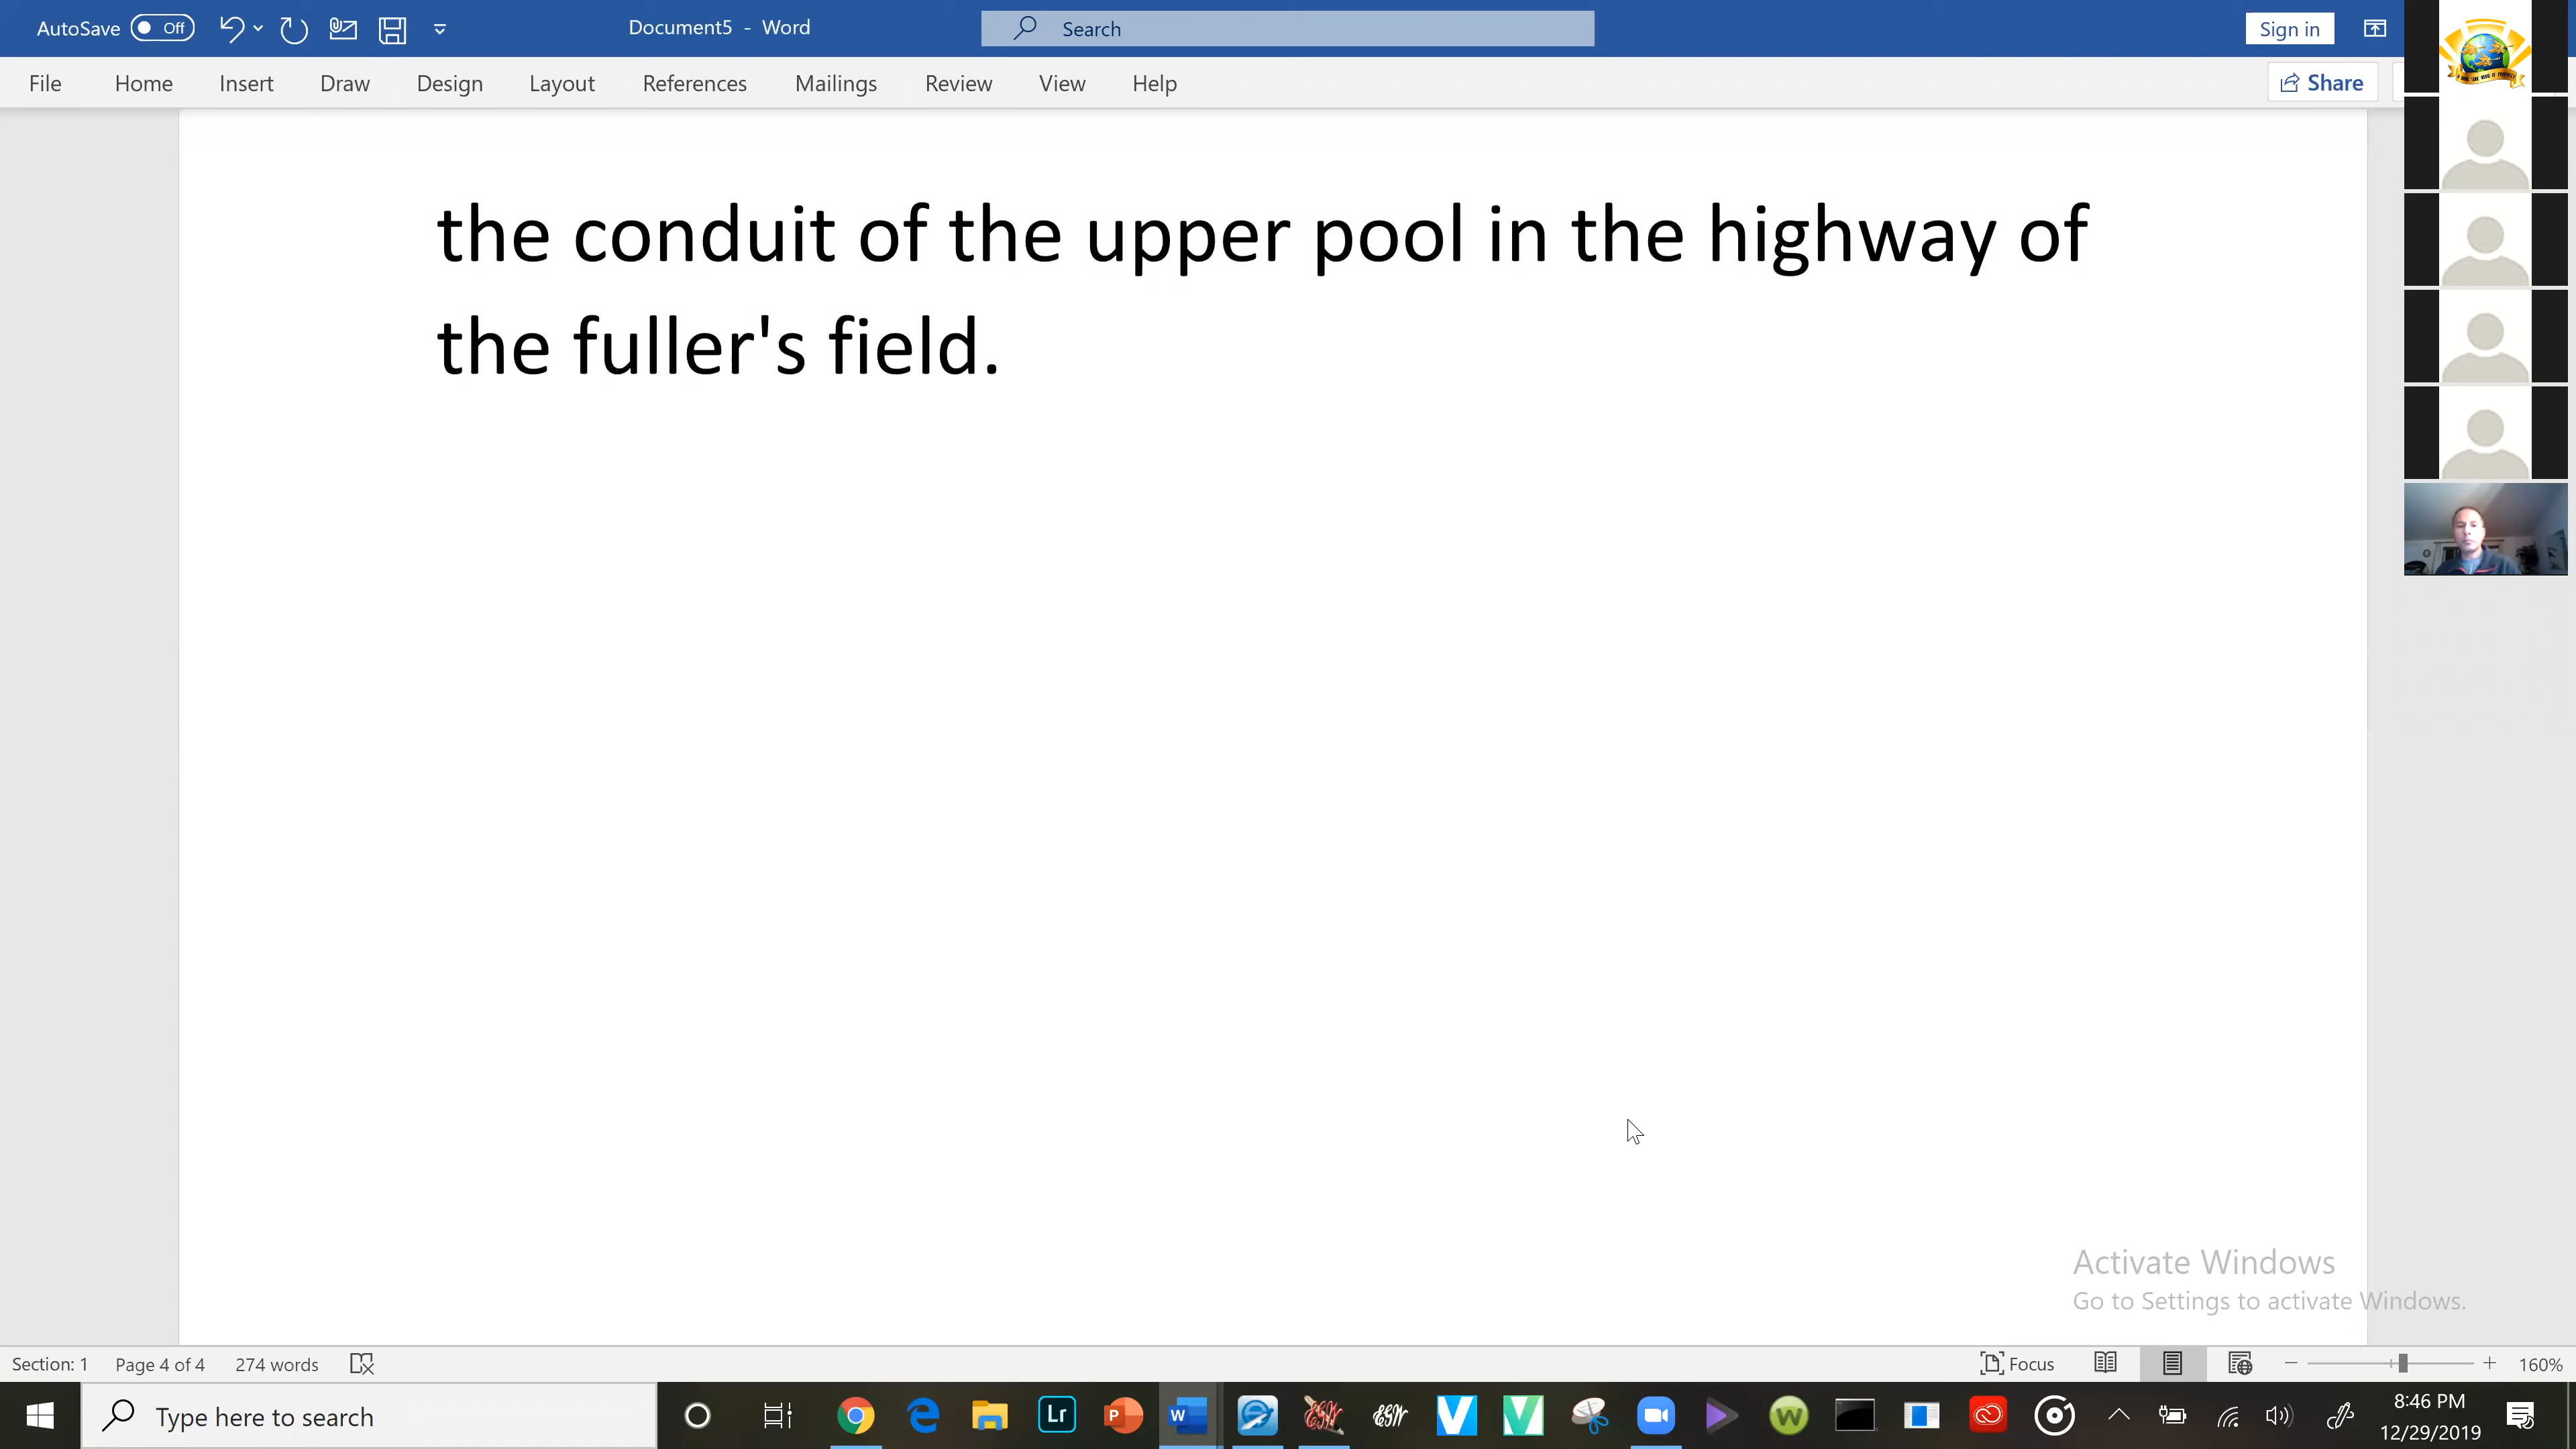 AutoSave Off Document5 - Word Search Sign in
File Home Insert Draw Design Layout References Mailings Review View Help Share
the conduit of the upper pool in the highway of
the fuller's field.
Activate Windows
Go to Settings to activate Windows.
Section: 1 Page 4 of 4 274 words Focus 160%
Type here to search Lr P W EGW EGW V V W 8:46 PM
12/29/2019